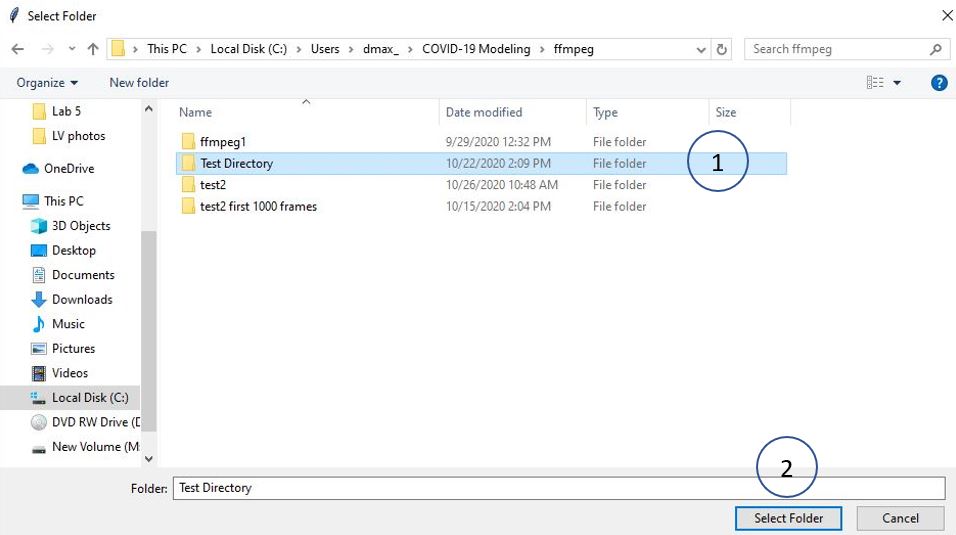 Select Folder
This PC > Local Disk (C:) > Users > dmax_ > COVID-19 Modeling > ffmpeg
Search ffmpeg
Organize
New folder
?
Lab 5
LV photos
OneDrive
This PC
3D Objects
Desktop
Documents
Downloads
Music
Pictures
Videos
Local Disk (C:)
DVD RW Drive (D
New Volume (M:
Name Date modified Type Size
ffmpeg1 9/29/2020 12:32 PM File folder
Test Directory 10/22/2020 2:09 PM File folder 1
test2 10/26/2020 10:48 AM File folder
test2 first 1000 frames 10/15/2020 2:04 PM File folder
2
Folder: Test Directory
Select Folder Cancel